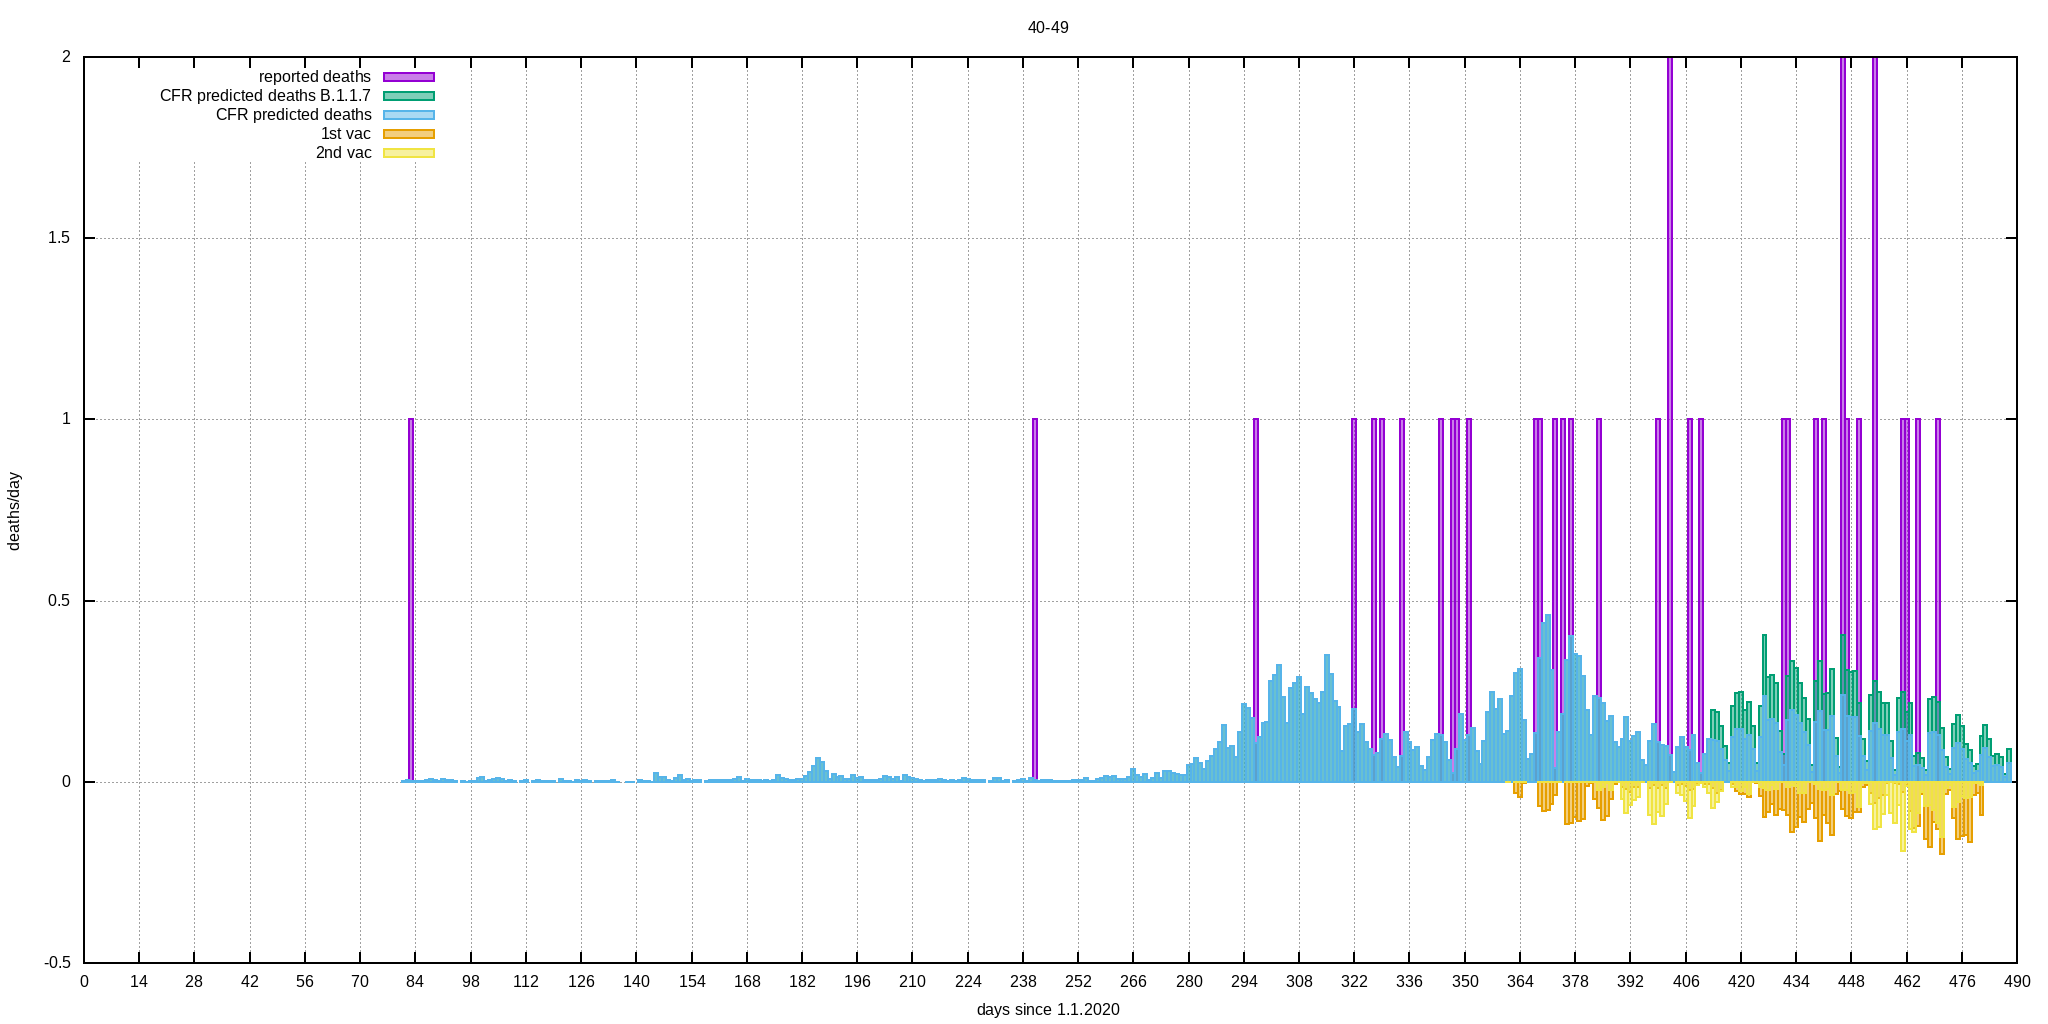 40-49
reported deaths
CFR predicted deaths B.1.1.7
CFR predicted deaths
1st vac
2nd vac
deaths/day
2
1.5
1
0.5
0
-0.5
0 14 28 42 56 70 84 98 112 126 140 154 168 182 196 210 224 238 252 266 280 294 308 322 336 350 364 378 392 406 420 434 448 462 476 490
days since 1.1.2020